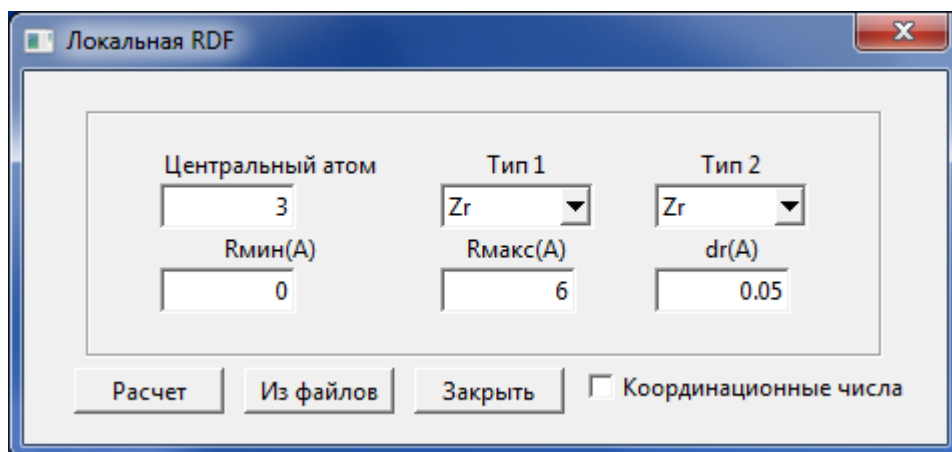 Локальная RDF
Центральный атом Тип 1 Тип 2
3 Zr Zr
Rмин(A) Rмакс(A) dr(A)
0 6 0.05
Расчет Из файлов Закрыть Координационные числа